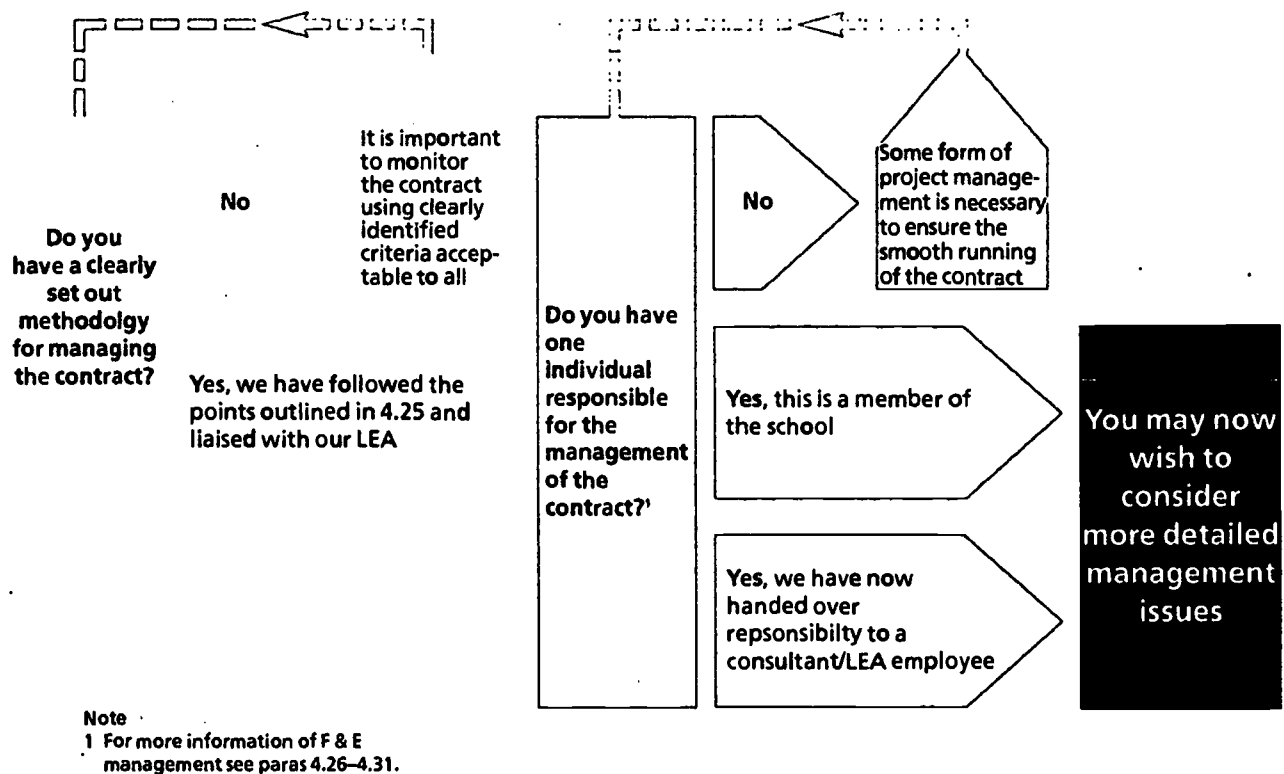 Do you
have a clearly
set out
methodolgy
for managing
the contract?
No
It is important
to monitor
the contract
using clearly
identified
criteria accep-
table to all
Yes, we have followed the
points outlined in 4.25 and
liaised with our LEA
Do you have
one
individual
responsible
for the
management
of the
contract?¹
No
Some form of
project manage-
ment is necessary
to ensure the
smooth running
of the contract
Yes, this is a member of
the school
Yes, we have now
handed over
repsonsibilty to a
consultant/LEA employee
You may now
wish to
consider
more detailed
management
issues
Note
1 For more information of F & E
management see paras 4.26–4.31.